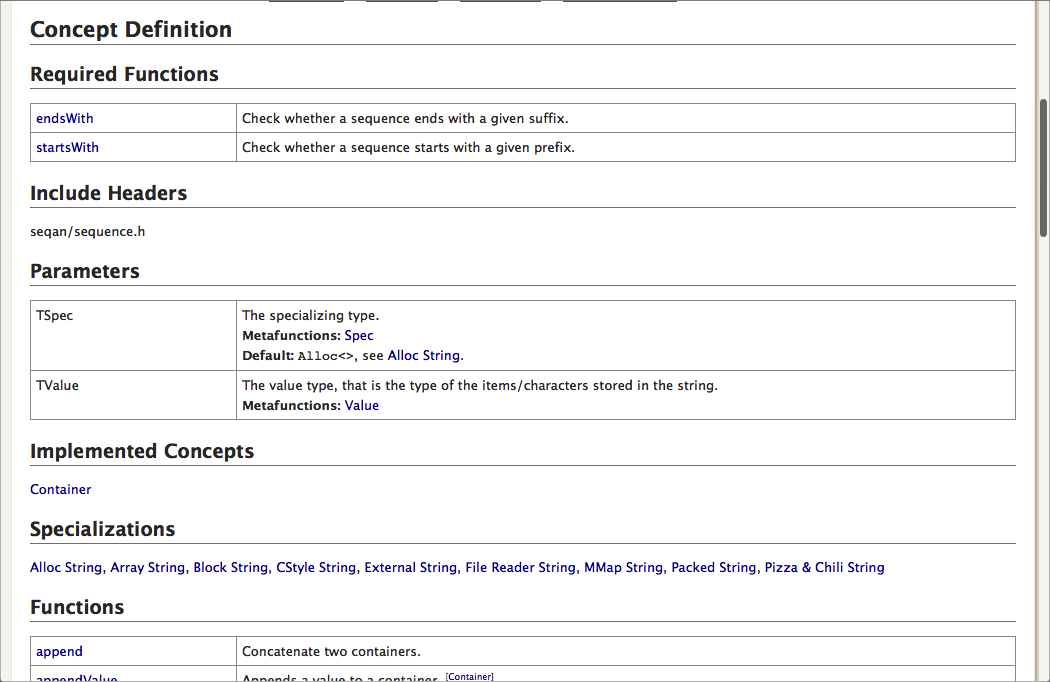 Concept Definition
Required Functions
endsWith Check whether a sequence ends with a given suffix.
startsWith Check whether a sequence starts with a given prefix.
Include Headers
seqan/sequence.h
Parameters
TSpec The specializing type.
Metafunctions: Spec
Default: Alloc<>, see Alloc String.
TValue The value type, that is the type of the items/characters stored in the string.
Metafunctions: Value
Implemented Concepts
Container
Specializations
Alloc String, Array String, Block String, CStyle String, External String, File Reader String, MMap String, Packed String, Pizza & Chili String
Functions
append Concatenate two containers.
appendValue Appends a value to a container. [Container]